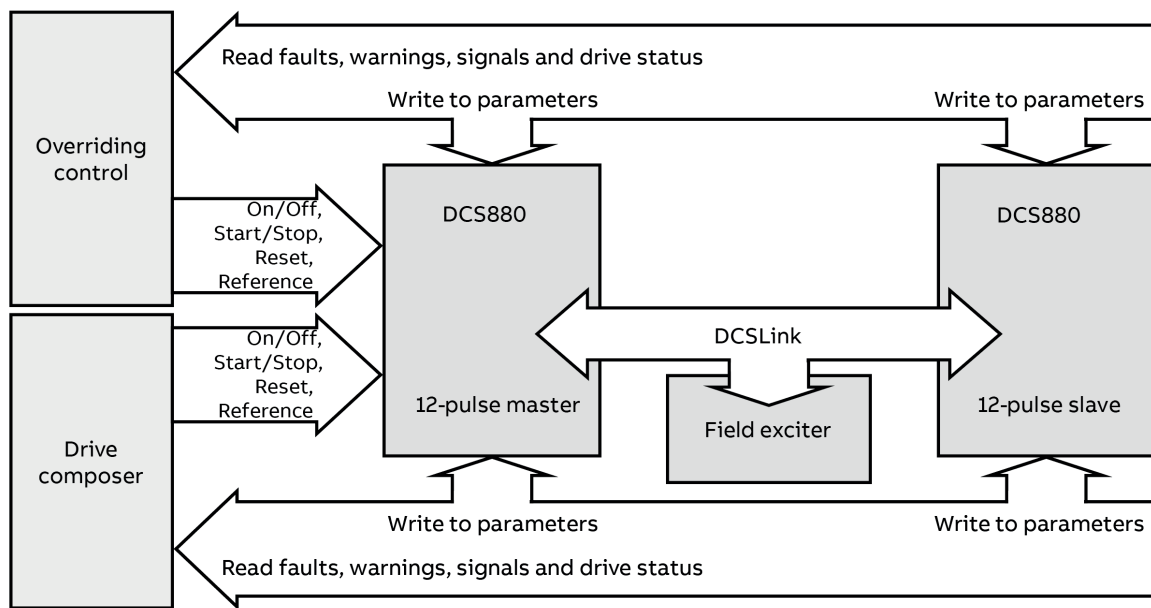 Read faults, warnings, signals and drive status
Write to parameters
Write to parameters
Overriding
control
On/Off,
Start/Stop,
Reset,
Reference
DCS880
DCS880
DCSLink
On/Off,
Start/Stop,
Reset,
Reference
12-pulse master
Field exciter
12-pulse slave
Drive
composer
Write to parameters
Write to parameters
Read faults, warnings, signals and drive status